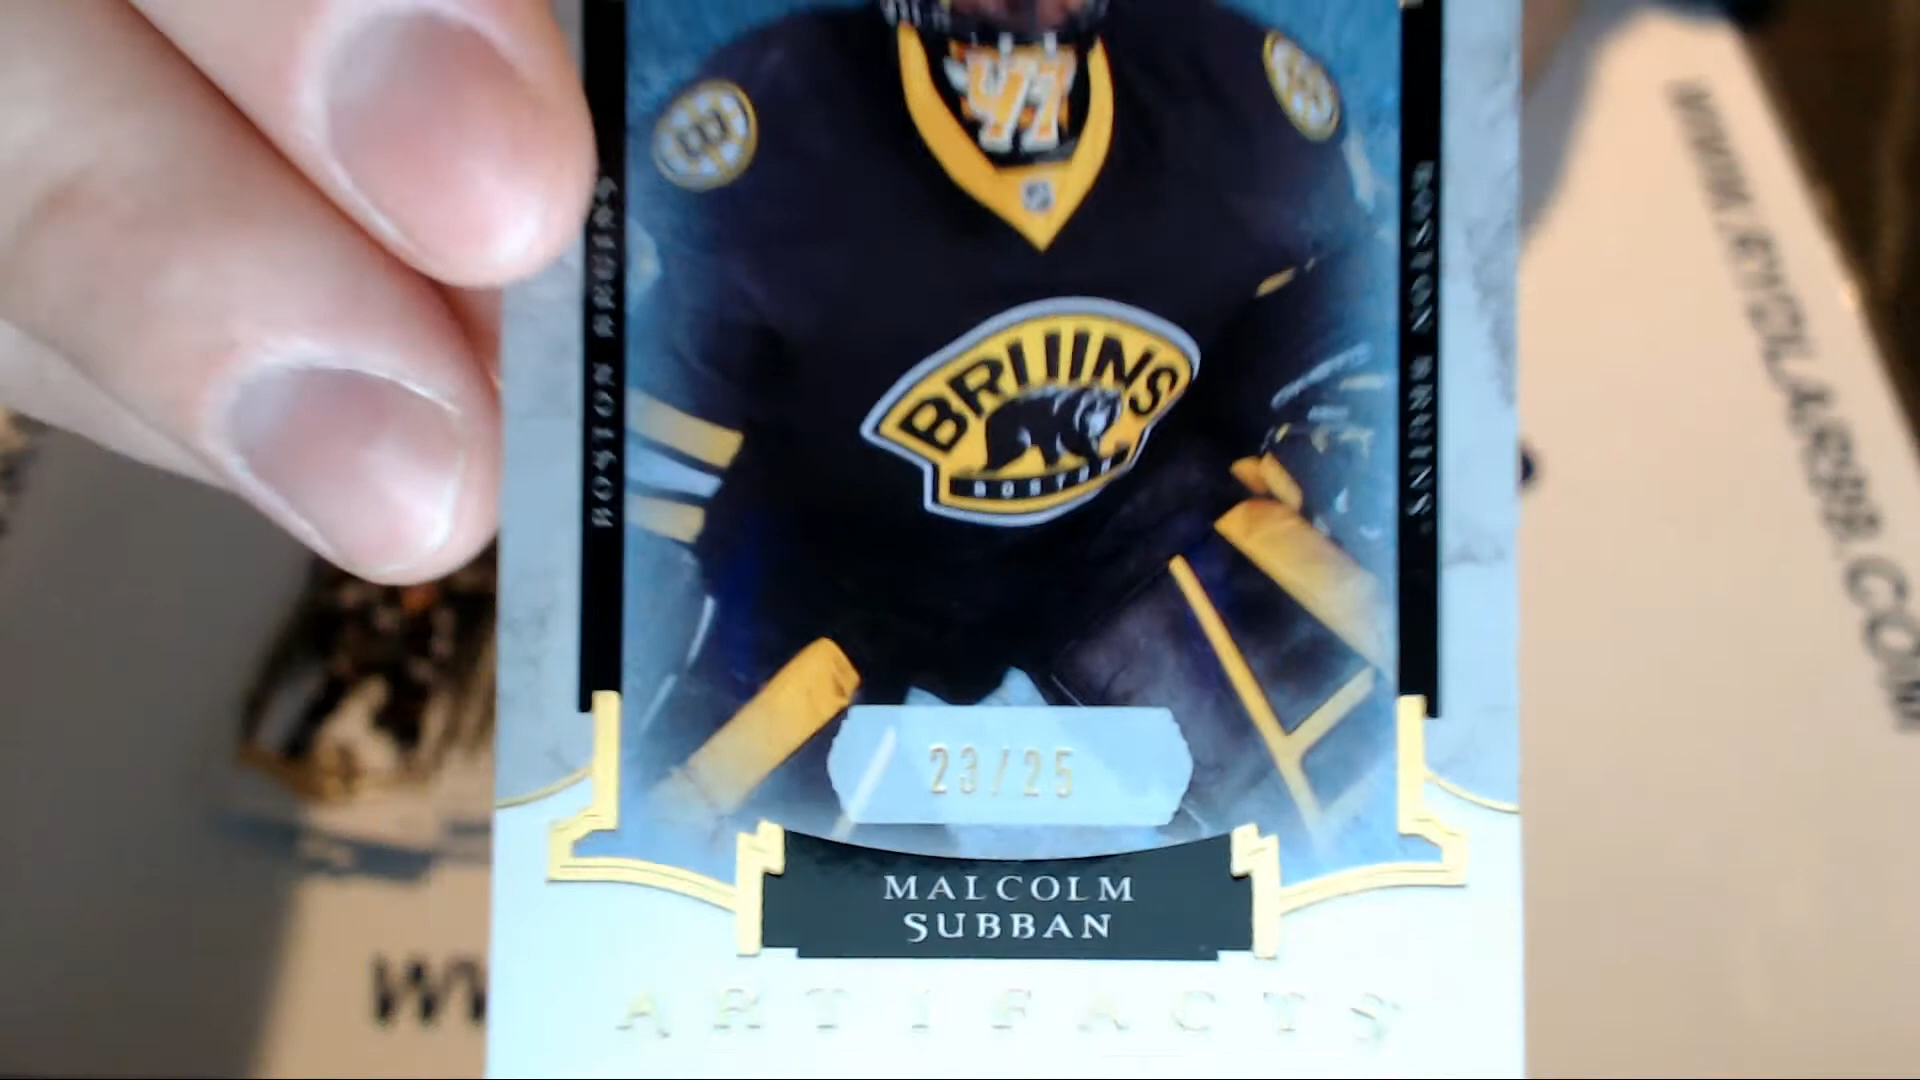 BOSTON BRUINS
BOSTON BRUINS
BRUINS
BOSTON
23/25
MALCOLM
SUBBAN
ARTIFACTS